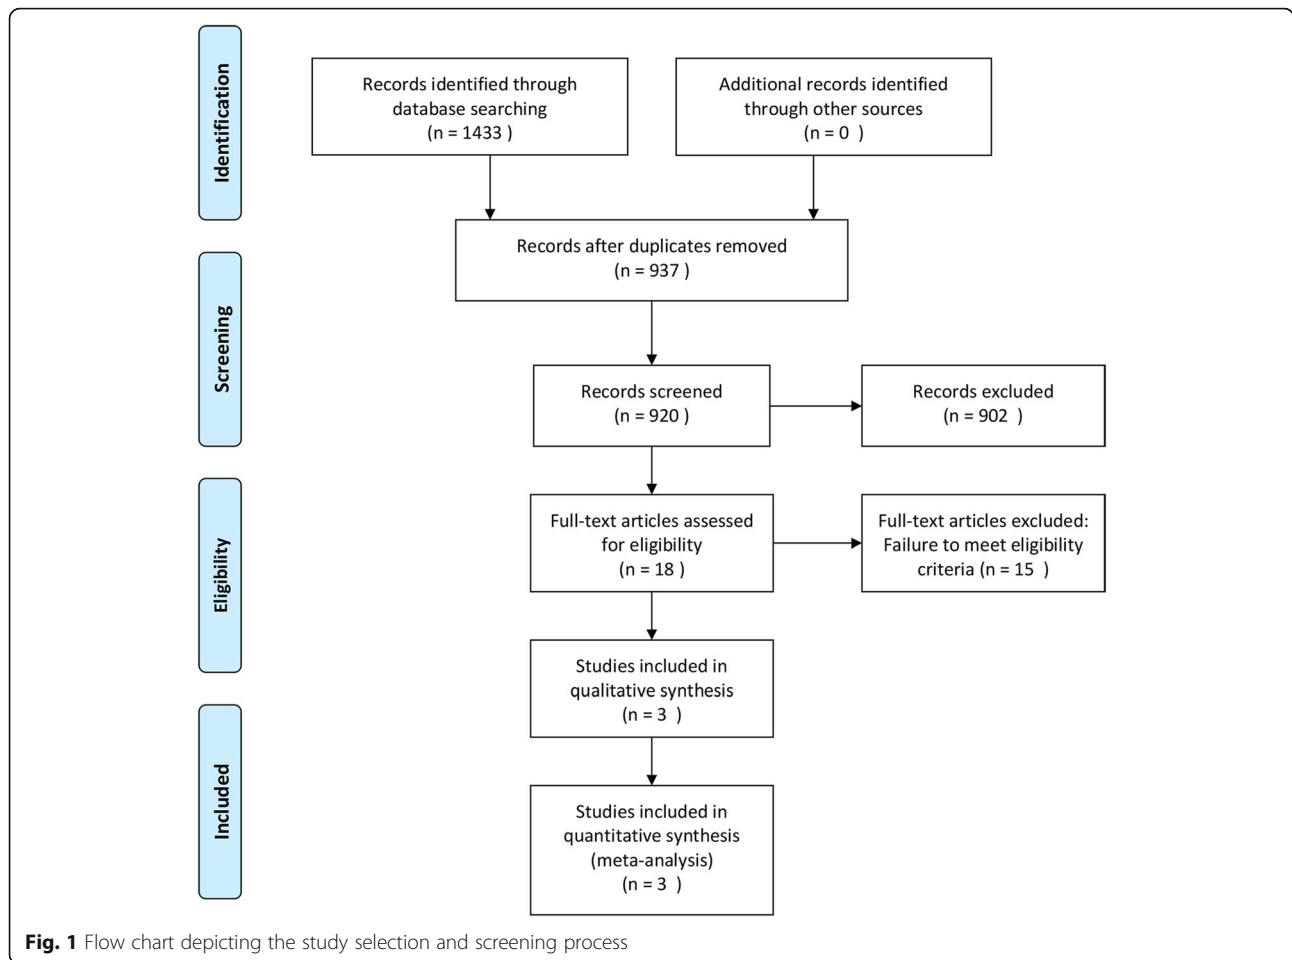 Identification
Records identified through
database searching
(n = 1433 )
Additional records identified
through other sources
(n = 0 )
Records after duplicates removed
(n = 937 )
Screening
Records screened
(n = 920 )
Records excluded
(n = 902 )
Eligibility
Full-text articles assessed
for eligibility
(n = 18 )
Full-text articles excluded:
Failure to meet eligibility
criteria (n = 15 )
Studies included in
qualitative synthesis
(n = 3 )
Included
Studies included in
quantitative synthesis
(meta-analysis)
(n = 3 )
Fig. 1 Flow chart depicting the study selection and screening process